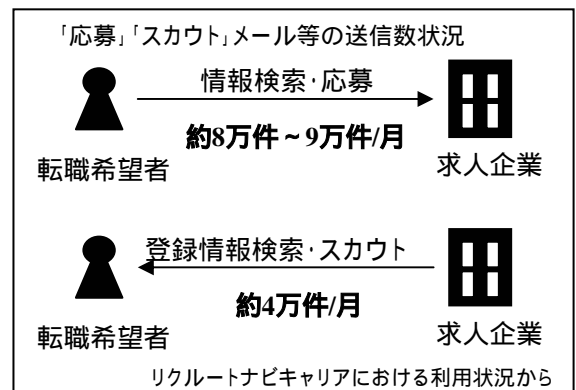 「応募」「スカウト」メール等の送信数状況
情報検索・応募
約8万件~9万件/月
転職希望者
求人企業
登録情報検索・スカウト
約4万件/月
転職希望者
求人企業
リクルートナビキャリアにおける利用状況から